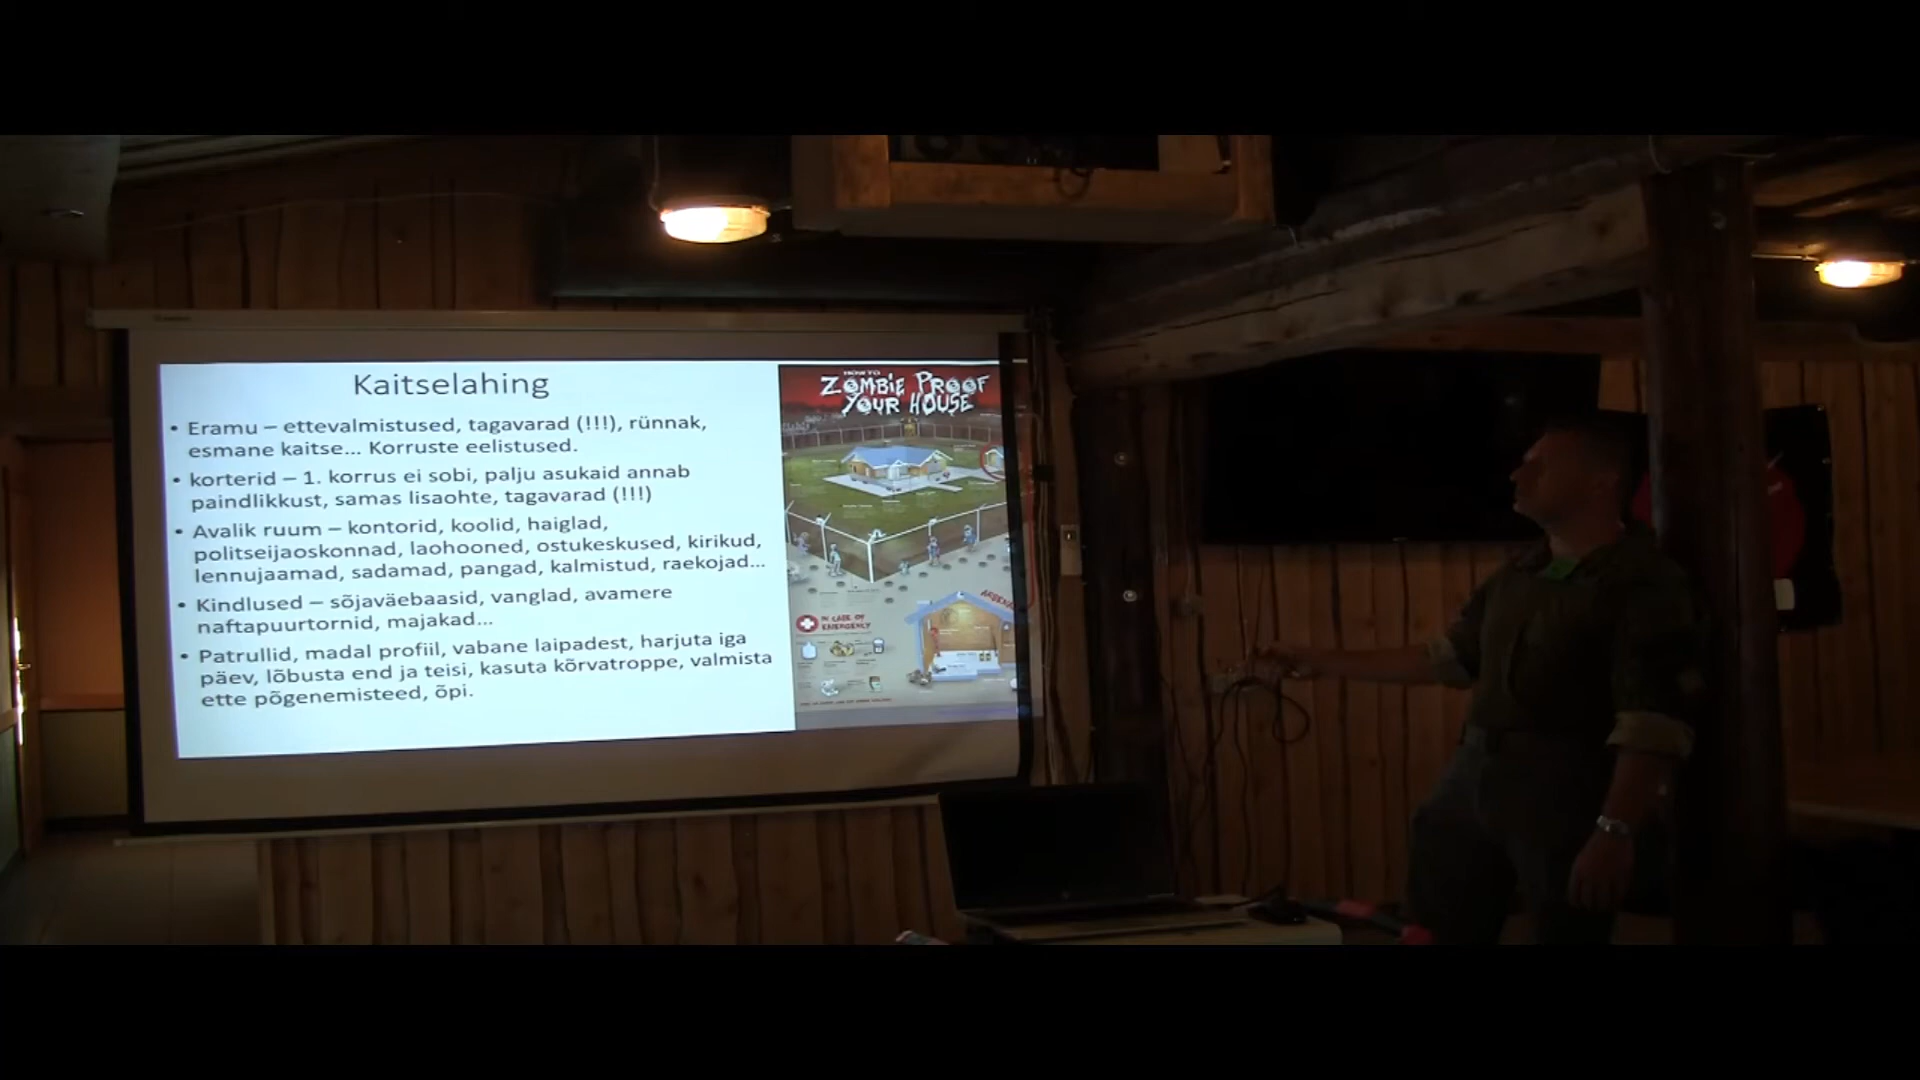 Kaitselahing
• Eramu – ettevalmistused, tagavarad (!!!), rünnak,
esmane kaitse... Korruste eelistused.
• korterid – 1. korrus ei sobi, palju asukaid annab
paindlikkust, samas lisaohte, tagavarad (!!!)
• Avalik ruum – kontorid, koolid, haiglad,
politseijaoskonnad, laohooned, ostukeskused, kirikud,
lennujaamad, sadamad, pangad, kalmistud, raekojad...
• Kindlused – sõjaväebaasid, vanglad, avamere
naftapuurtornid, majakad...
• Patrullid, madal profiil, vabane laipadest, harjuta iga
päev, lõbusta end ja teisi, kasuta kõrvatroppe, valmista
ette põgenemisteed, õpi.
HOW TO
ZOMBIE PROOF
YOUR HOUSE
IN CASE OF
EMERGENCY